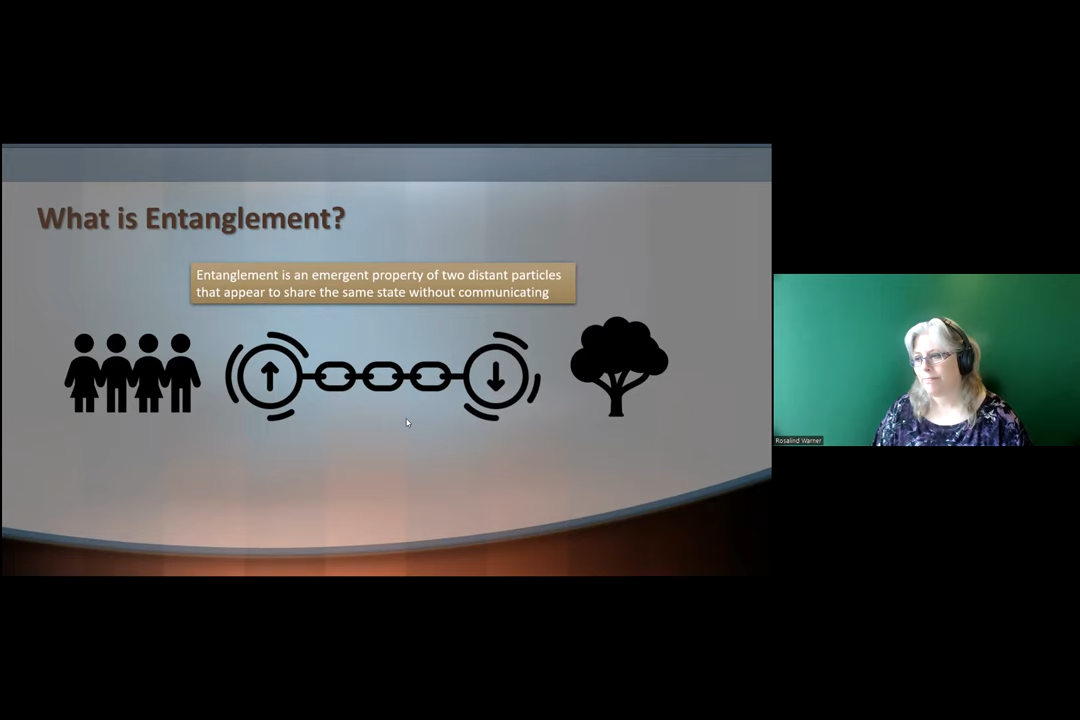 What is Entanglement?
Entanglement is an emergent property of two distant particles
that appear to share the same state without communicating
Rosalind Warner